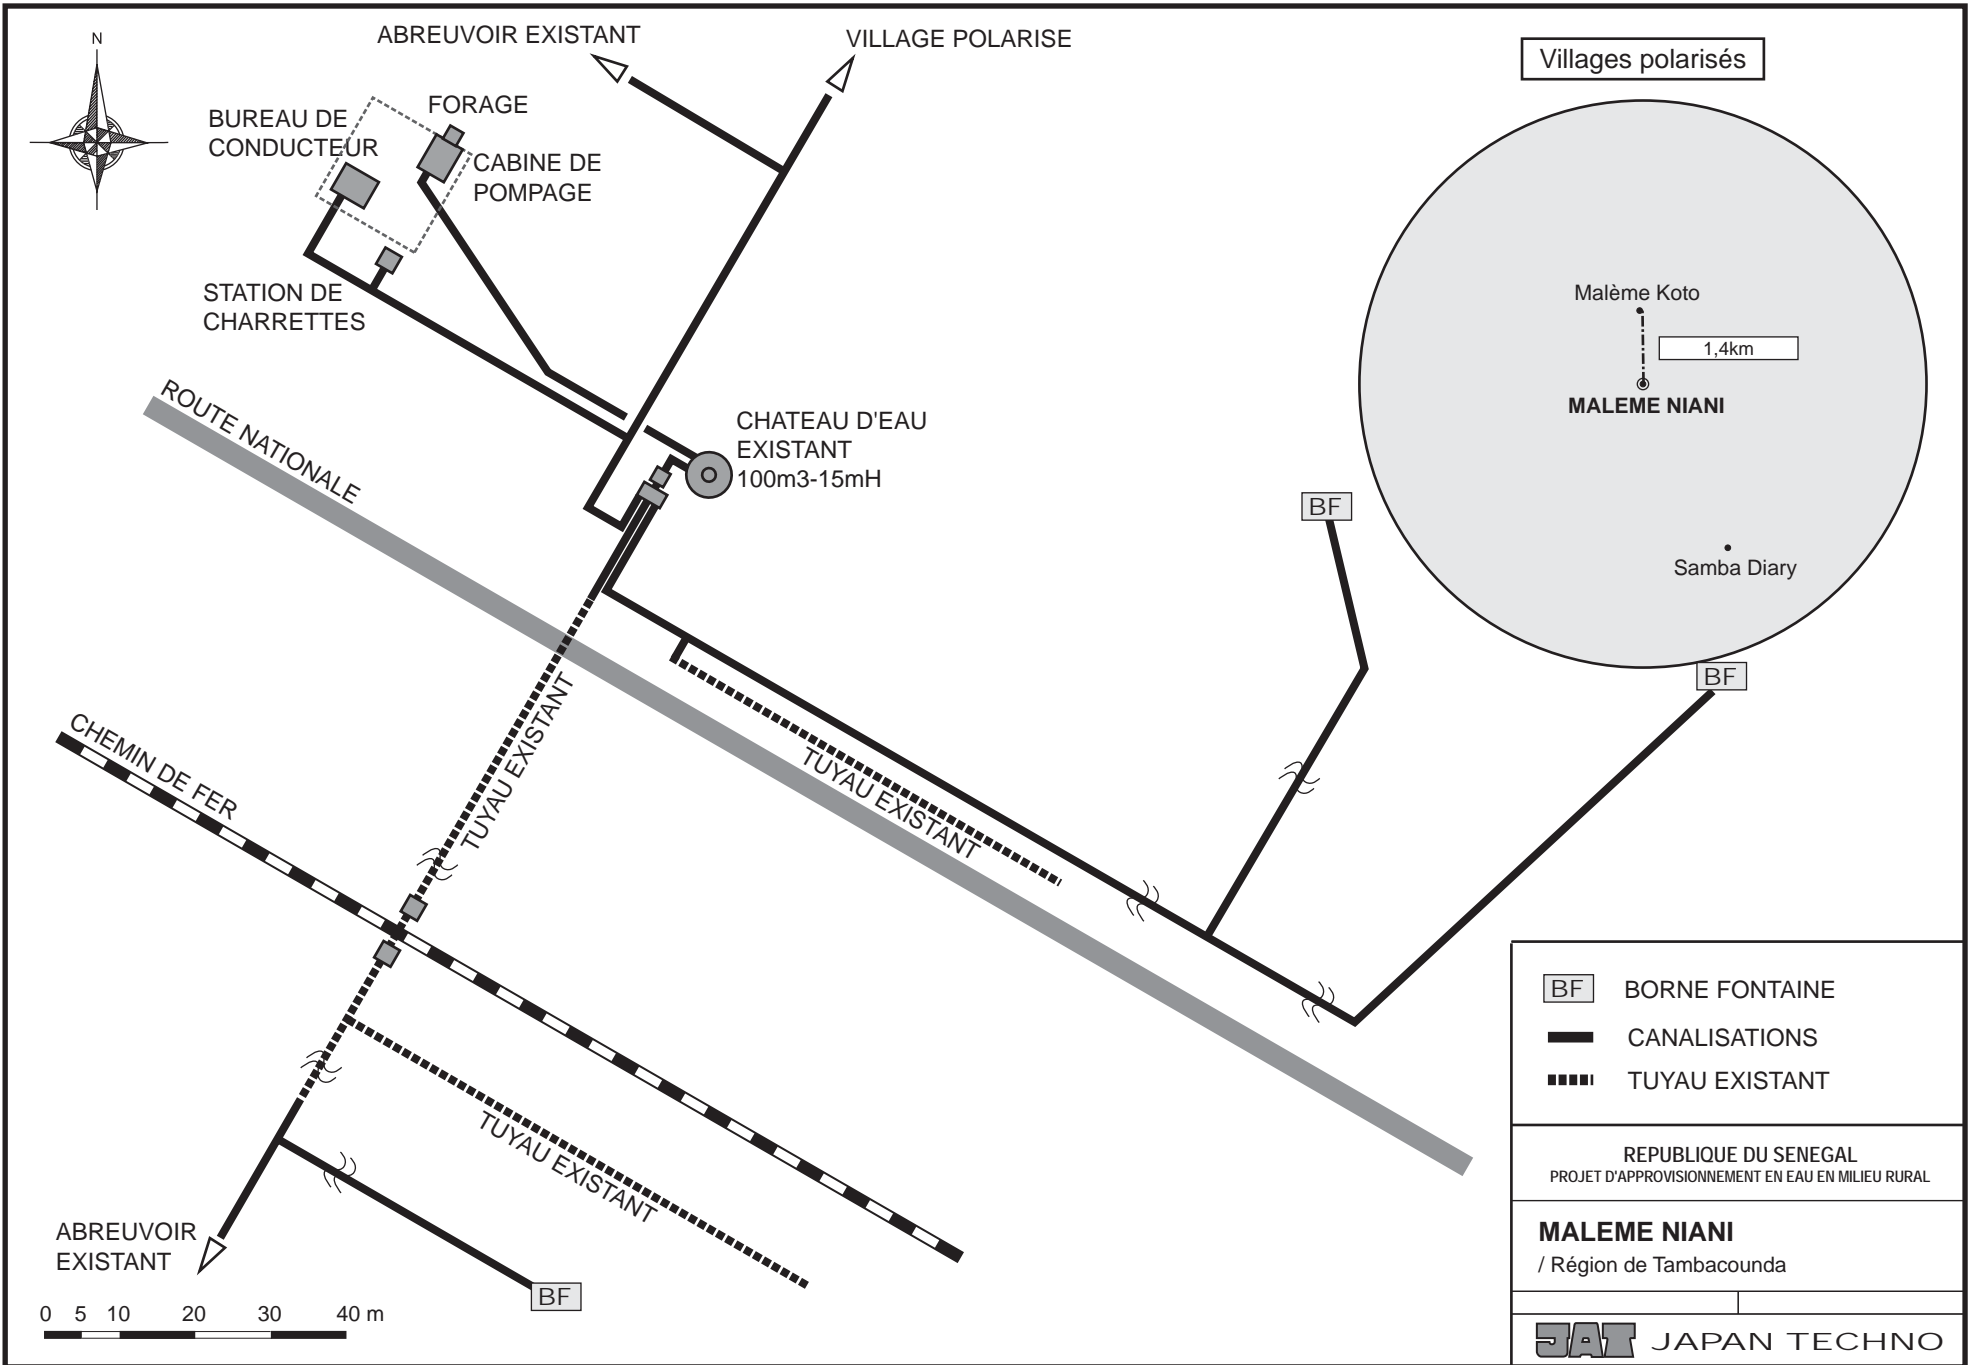 N
ABREUVOIR EXISTANT
VILLAGE POLARISE
Villages polarisés
FORAGE
BUREAU DE
CONDUCTEUR
CABINE DE
POMPAGE
STATION DE
CHARRETTES
Malème Koto
1,4km
MALEME NIANI
Samba Diary
ROUTE NATIONALE
CHATEAU D'EAU
EXISTANT
100m3-15mH
BF
BF
TUYAU EXISTANT
TUYAU EXISTANT
CHEMIN DE FER
TUYAU EXISTANT
ABREUVOIR
EXISTANT
BF
0 5 10 20 30 40 m
BF BORNE FONTAINE
CANALISATIONS
TUYAU EXISTANT
REPUBLIQUE DU SENEGAL
PROJET D'APPROVISIONNEMENT EN EAU EN MILIEU RURAL
MALEME NIANI
/ Région de Tambacounda
JAT JAPAN TECHNO